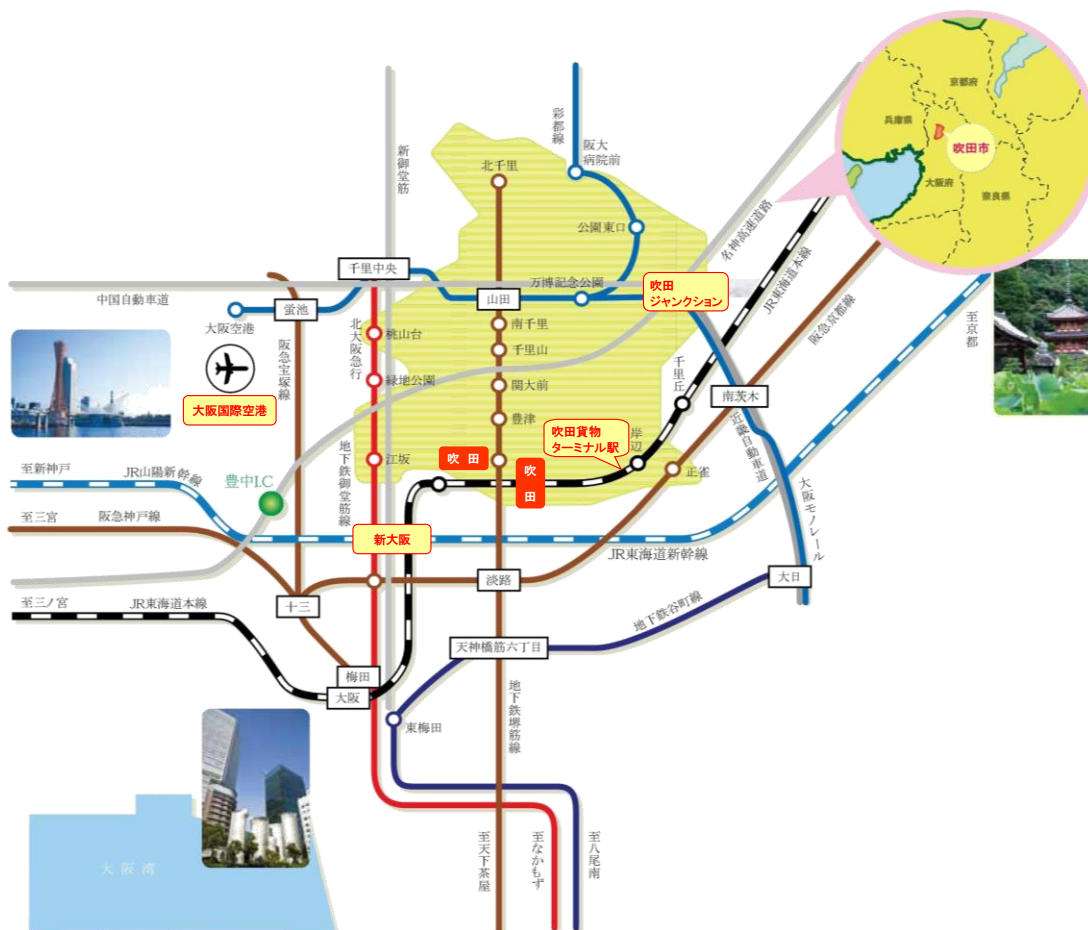 京都府
兵庫県
吹田市
大阪府
奈良県
彩都線
阪大
病院前
新御堂筋
北千里
公園東口
名神高速道路
千里中央
万博記念公園
吹田
ジャンクション
JR東海道本線
中国自動車道
大阪空港
蛍池
山田
阪急京都線
至京都
北大阪急行
桃山台
南千里
阪急宝塚線
千里山
千里丘
緑地公園
関大前
南茨木
大阪国際空港
豊津
吹田貨物
ターミナル駅
岸辺
近畿自動車道
地下鉄御堂筋線
江坂
吹田
吹田
正雀
至新神戸
JR山陽新幹線
豊中I.C
大阪モノレール
至三宮
阪急神戸線
新大阪
JR東海道新幹線
淡路
大日
至三ノ宮
JR東海道本線
十三
地下鉄谷町線
天神橋筋六丁目
梅田
大阪
地下鉄堺筋線
東梅田
大阪湾
至天下茶屋
至なかもず
至八尾南